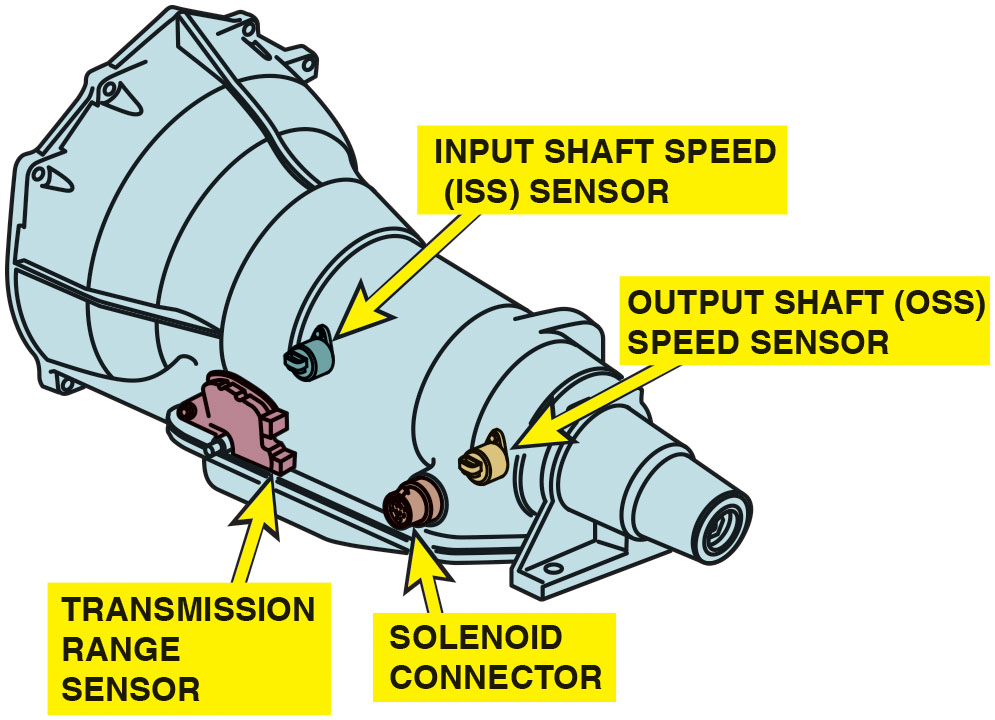 INPUT SHAFT SPEED
(ISS) SENSOR
OUTPUT SHAFT (OSS)
SPEED SENSOR
TRANSMISSION
RANGE
SENSOR
SOLENOID
CONNECTOR